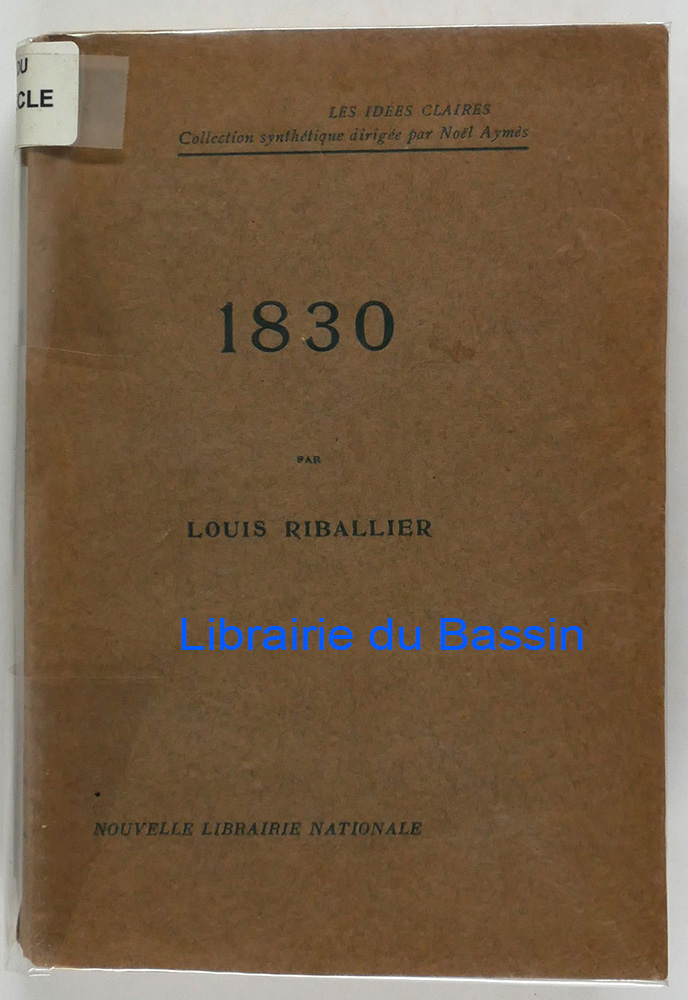 DU
CLE
LES IDÉES CLAIRES
Collection synthétique dirigée par Noël Aymès
1830
PAR
LOUIS RIBALLIER
Librairie du Bassin
NOUVELLE LIBRAIRIE NATIONALE